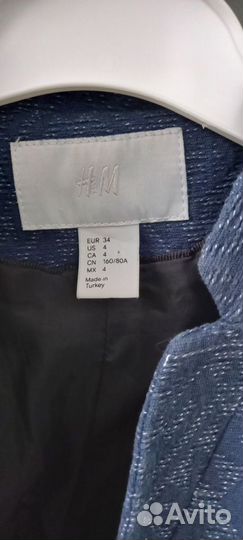 H&M
EUR 34
US 4
CA 4
CN 160/80A
MX 4
Made in
Turkey
Avito